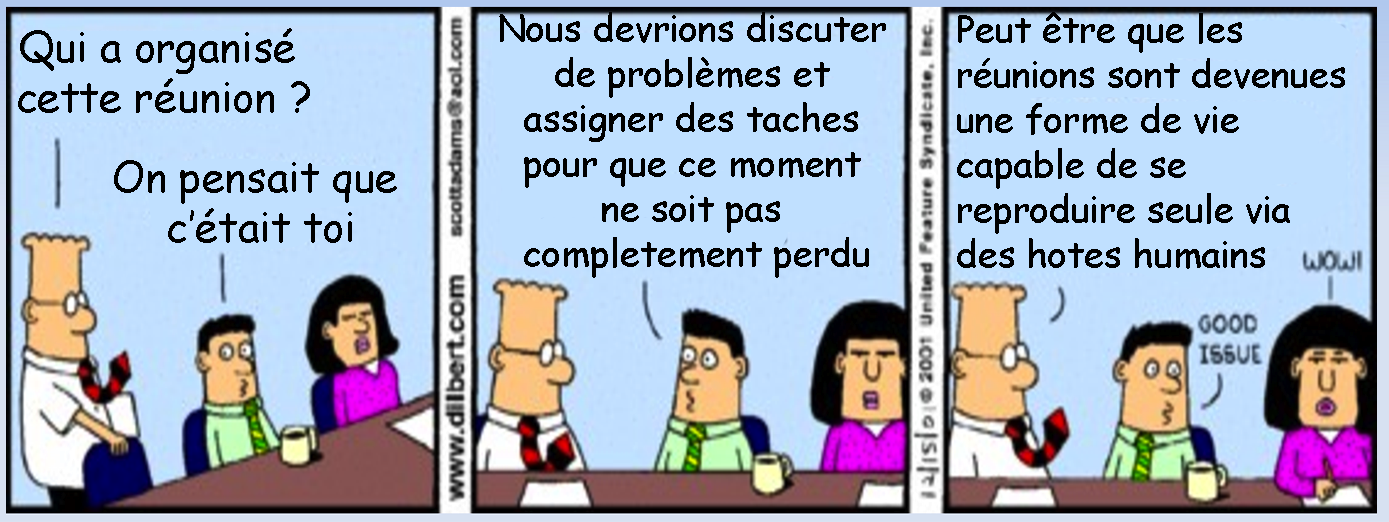 Qui a organisé
cette réunion ?
On pensait que
c'était toi
www.dilbert.com scottadams@aol.com
Nous devrions discuter
de problèmes et
assigner des taches
pour que ce moment
ne soit pas
completement perdu
12/15/01 © 2001 United Feature Syndicate, Inc.
Peut être que les
réunions sont devenues
une forme de vie
capable de se
reproduire seule via
des hotes humains
GOOD
ISSUE
WOW!